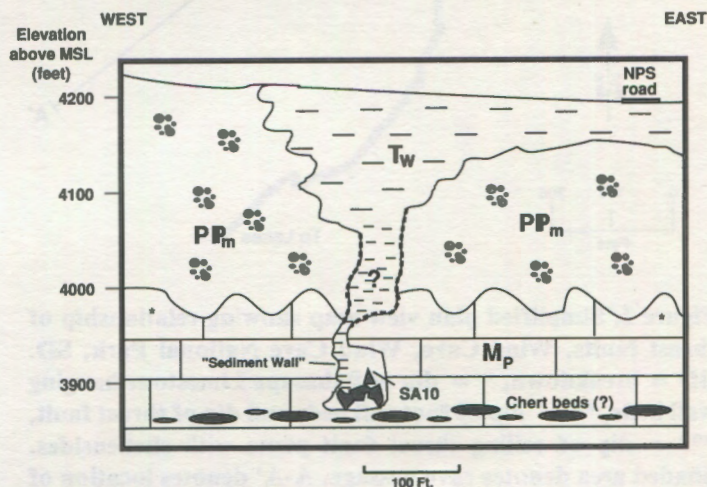 WEST
EAST
Elevation
above MSL
(feet)
NPS
road
4200
TW
4100
PPm
PPm
?
4000
"Sediment Wall"
MP
3900
SA10
Chert beds (?)
100 Ft.